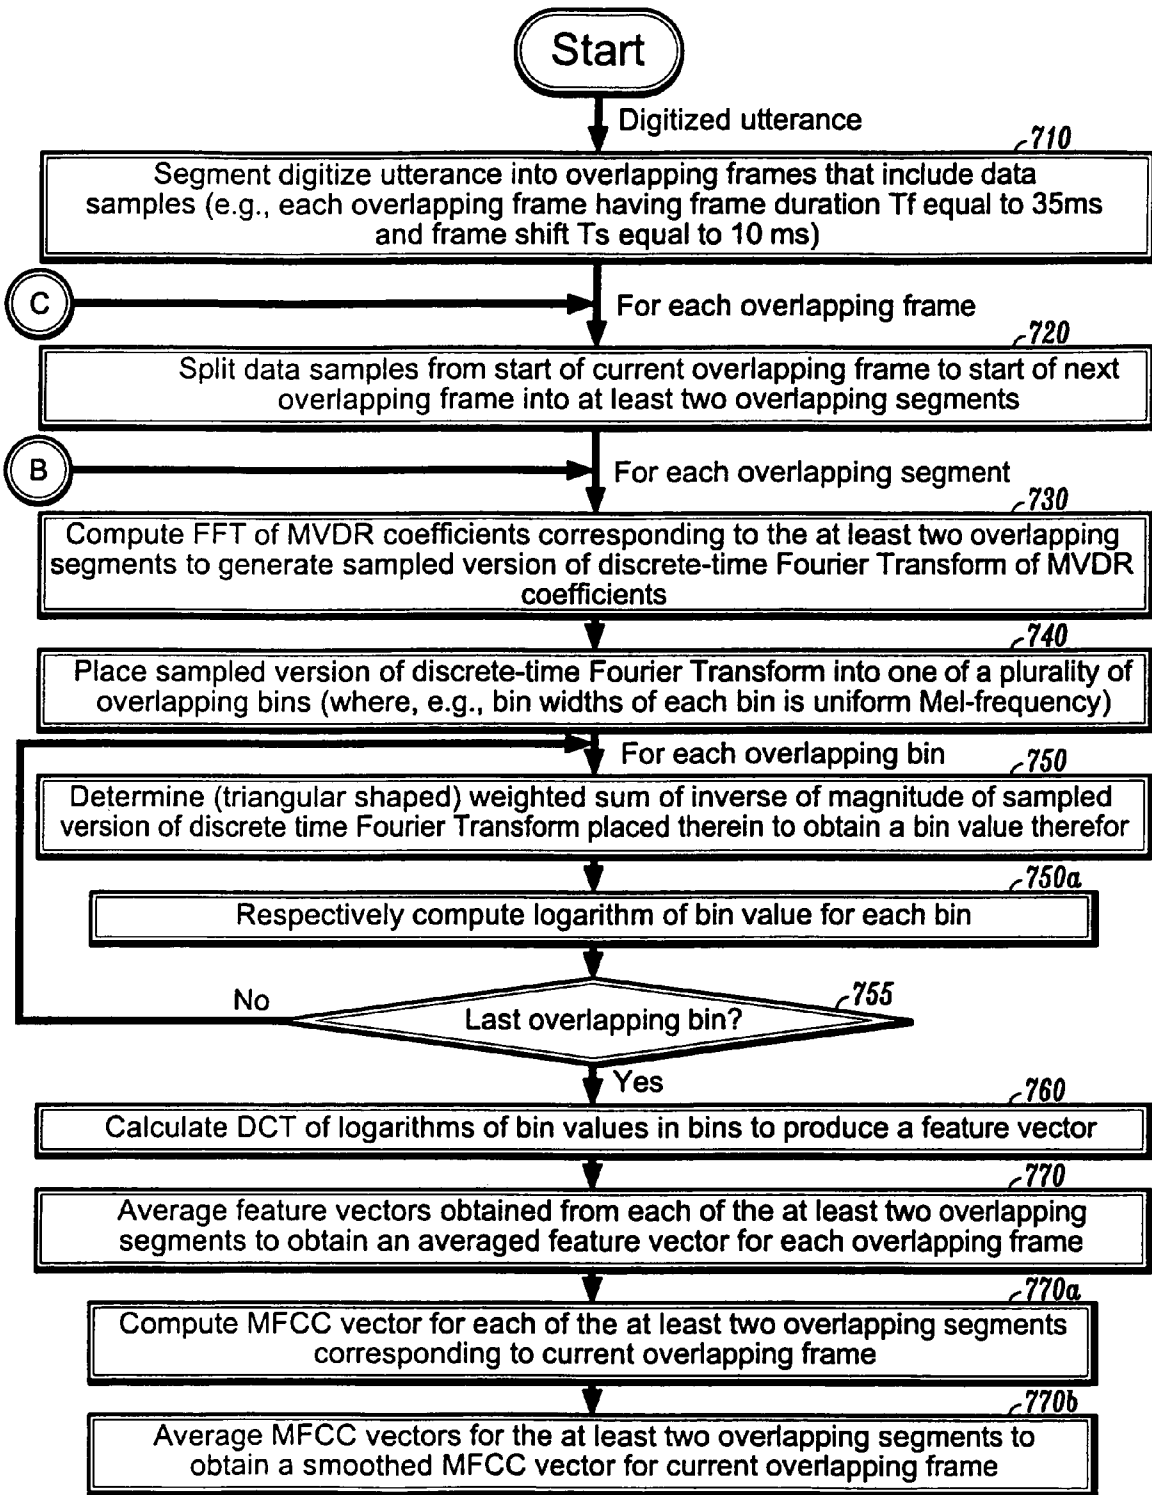 Start
Digitized utterance
710
Segment digitize utterance into overlapping frames that include data
samples (e.g., each overlapping frame having frame duration Tf equal to 35ms
and frame shift Ts equal to 10 ms)
C
For each overlapping frame
720
Split data samples from start of current overlapping frame to start of next
overlapping frame into at least two overlapping segments
B
For each overlapping segment
730
Compute FFT of MVDR coefficients corresponding to the at least two overlapping
segments to generate sampled version of discrete-time Fourier Transform of MVDR
coefficients
740
Place sampled version of discrete-time Fourier Transform into one of a plurality of
overlapping bins (where, e.g., bin widths of each bin is uniform Mel-frequency)
For each overlapping bin
750
Determine (triangular shaped) weighted sum of inverse of magnitude of sampled
version of discrete time Fourier Transform placed therein to obtain a bin value therefor
750a
Respectively compute logarithm of bin value for each bin
No
755
Last overlapping bin?
Yes
760
Calculate DCT of logarithms of bin values in bins to produce a feature vector
770
Average feature vectors obtained from each of the at least two overlapping
segments to obtain an averaged feature vector for each overlapping frame
770a
Compute MFCC vector for each of the at least two overlapping segments
corresponding to current overlapping frame
770b
Average MFCC vectors for the at least two overlapping segments to
obtain a smoothed MFCC vector for current overlapping frame